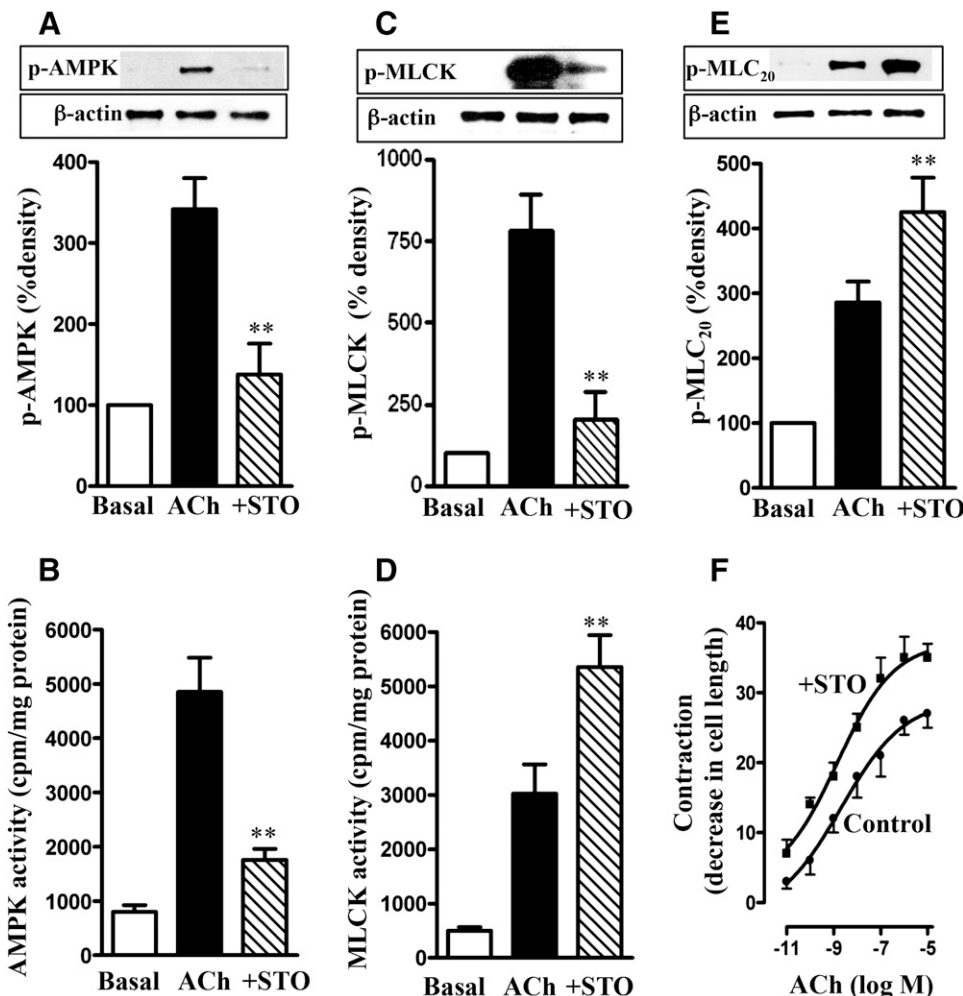 A
p-AMPK
β-actin
p-AMPK (%density)
400
300
200
100
0
**
Basal ACh +STO
C
p-MLCK
β-actin
p-MLCK (% density)
1000
750
500
250
0
**
Basal ACh +STO
E
p-MLC20
β-actin
p-MLC20 (%density)
500
400
300
200
100
0
**
Basal ACh +STO
B
AMPK activity (cpm/mg protein)
6000
5000
4000
3000
2000
1000
0
**
Basal ACh +STO
D
MLCK activity (cpm/mg protein)
6000
5000
4000
3000
2000
1000
0
**
Basal ACh +STO
F
Contraction
(decrease in cell length)
40
30
20
10
0
+STO
Control
-11 -9 -7 -5
ACh (log M)